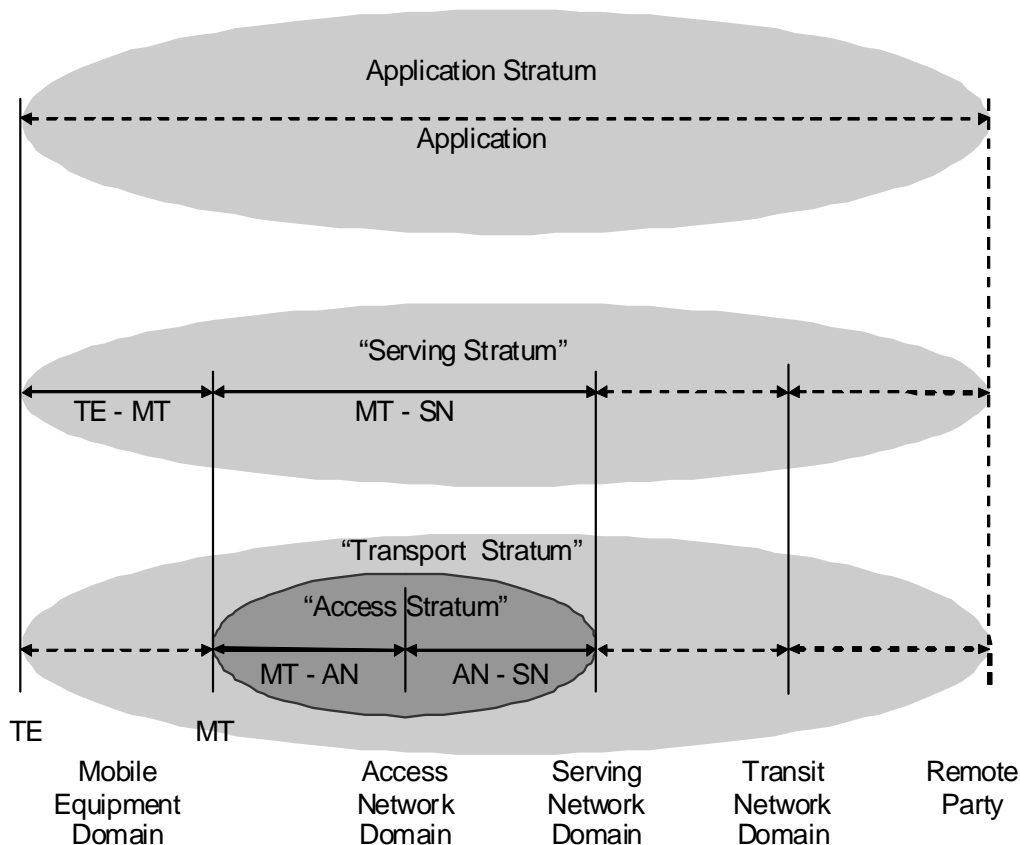 Application Stratum
Application
“Serving Stratum”
TE - MT
MT - SN
“Transport Stratum”
“Access Stratum”
MT - AN
AN - SN
TE
MT
Mobile
Equipment
Domain
Access
Network
Domain
Serving
Network
Domain
Transit
Network
Domain
Remote
Party